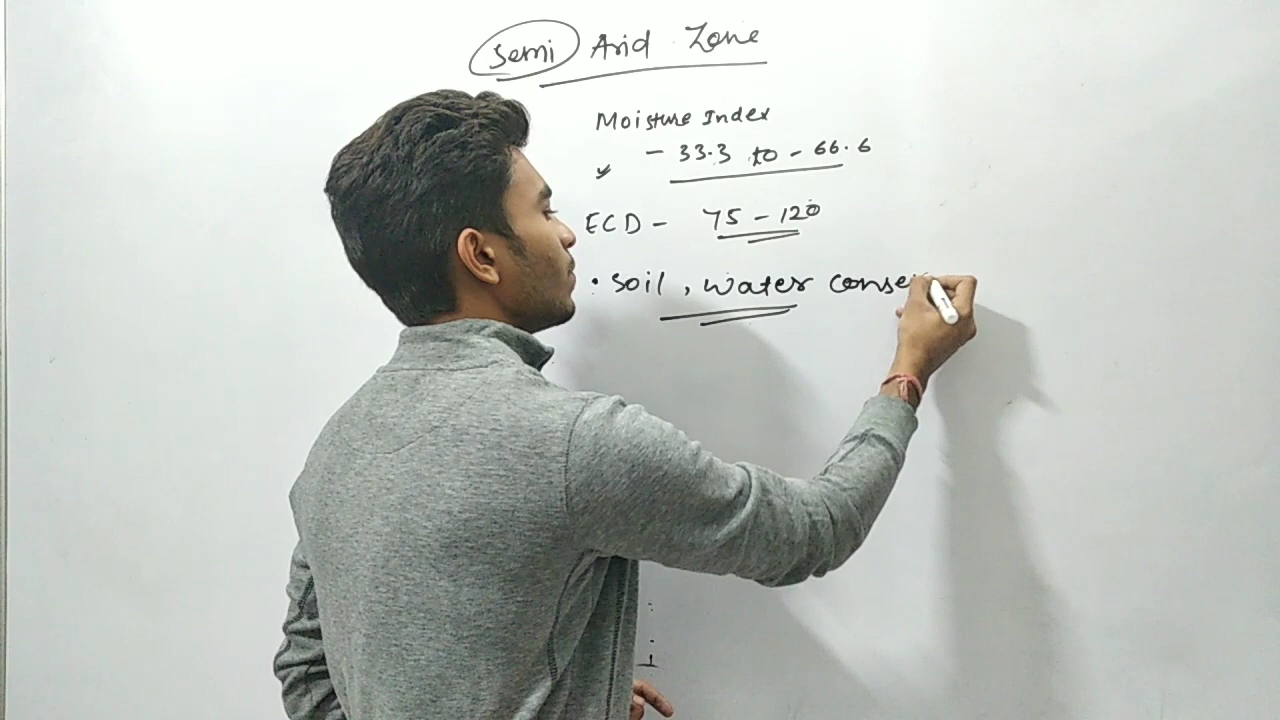 Semi Arid Zone
Moisture Index
- 33.3 to - 66.6
ECD - 75 - 120
• Soil, water conse